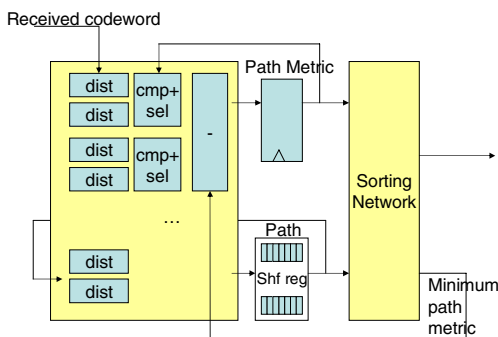 Received codeword
dist
dist
cmp+
sel
dist
dist
cmp+
sel
-
...
dist
dist
Path Metric
Path
Shf reg
Sorting
Network
Minimum
path
metric